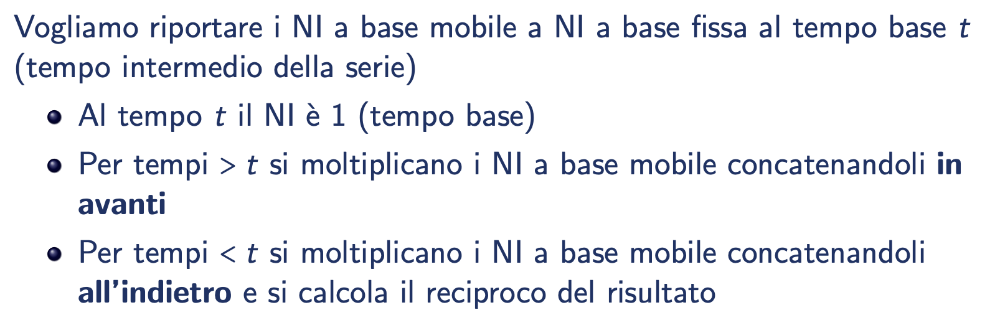 Vogliamo riportare i NI a base mobile a NI a base fissa al tempo base t
(tempo intermedio della serie)
Al tempo t il NI è 1 (tempo base)
Per tempi > t si moltiplicano i NI a base mobile concatenandoli in
avanti
Per tempi < t si moltiplicano i NI a base mobile concatenandoli
all'indietro e si calcola il reciproco del risultato